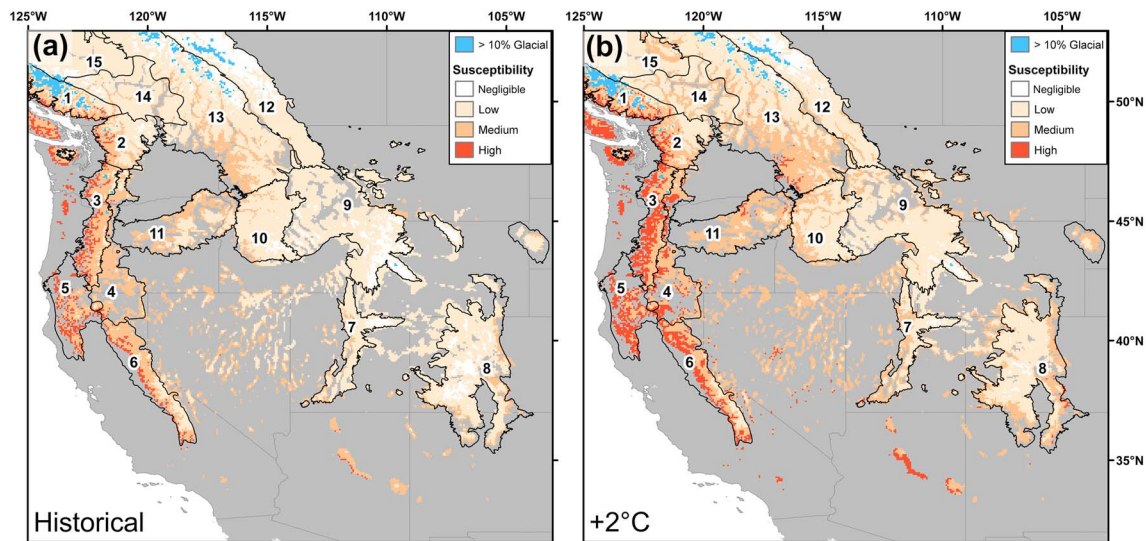 125°W 120°W 115°W 110°W 105°W 125°W 120°W 115°W 110°W 105°W
(a)
> 10% Glacial
Susceptibility
Negligible
Low
Medium
High
15
14
1
13
12
2
3
9
11
10
5
4
7
6
8
Historical
(b)
> 10% Glacial
Susceptibility
Negligible
Low
Medium
High
15
14
1
13
12
2
3
9
11
10
5
4
7
6
8
+2°C
50°N
45°N
40°N
35°N